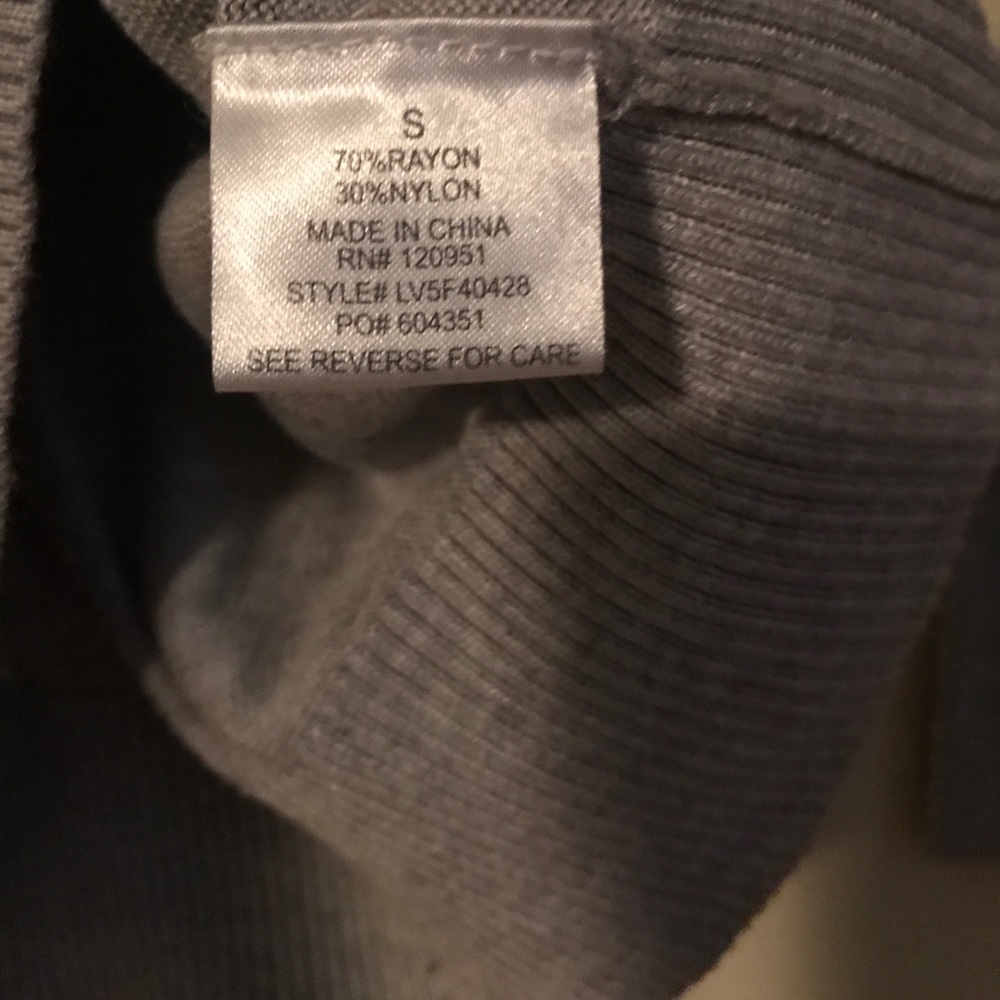 S
70%RAYON
30%NYLON
MADE IN CHINA
RN# 120951
STYLE# LV5F40428
PO# 604351
SEE REVERSE FOR CARE